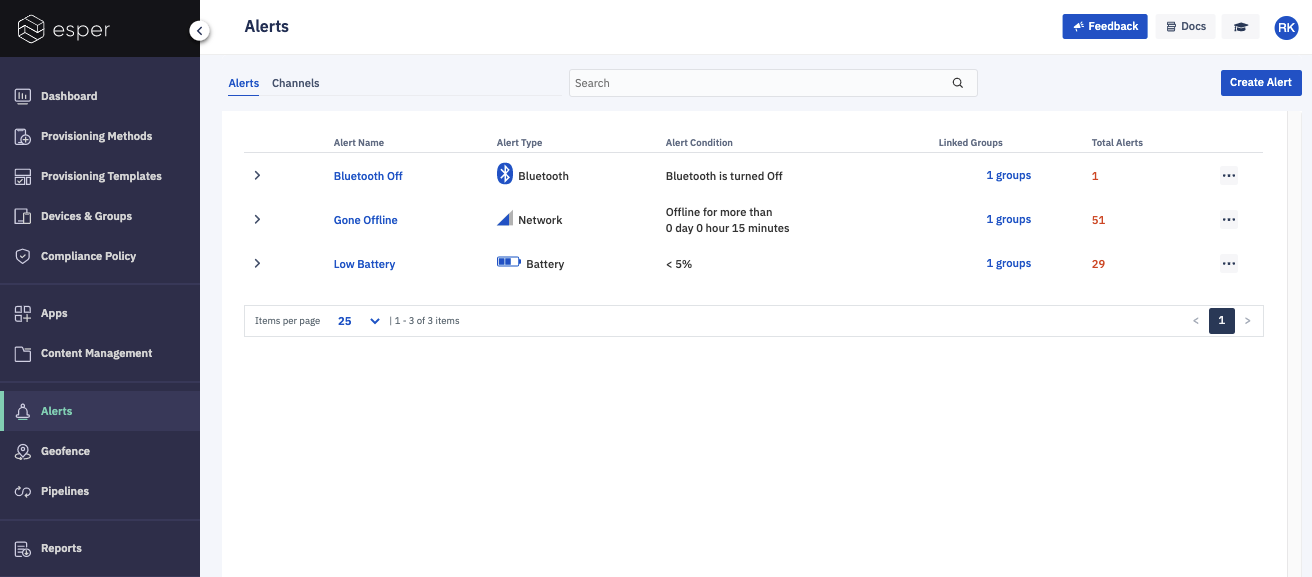 esper
Alerts
Feedback
Docs
RK
Dashboard
Provisioning Methods
Provisioning Templates
Devices & Groups
Compliance Policy
Apps
Content Management
Alerts
Geofence
Pipelines
Reports
Alerts Channels
Search
Create Alert
Alert Name Alert Type Alert Condition Linked Groups Total Alerts
Bluetooth Off Bluetooth Bluetooth is turned Off 1 groups 1 ...
Gone Offline Network Offline for more than
0 day 0 hour 15 minutes 1 groups 51 ...
Low Battery Battery < 5% 1 groups 29 ...
Items per page 25 | 1 - 3 of 3 items < 1 >